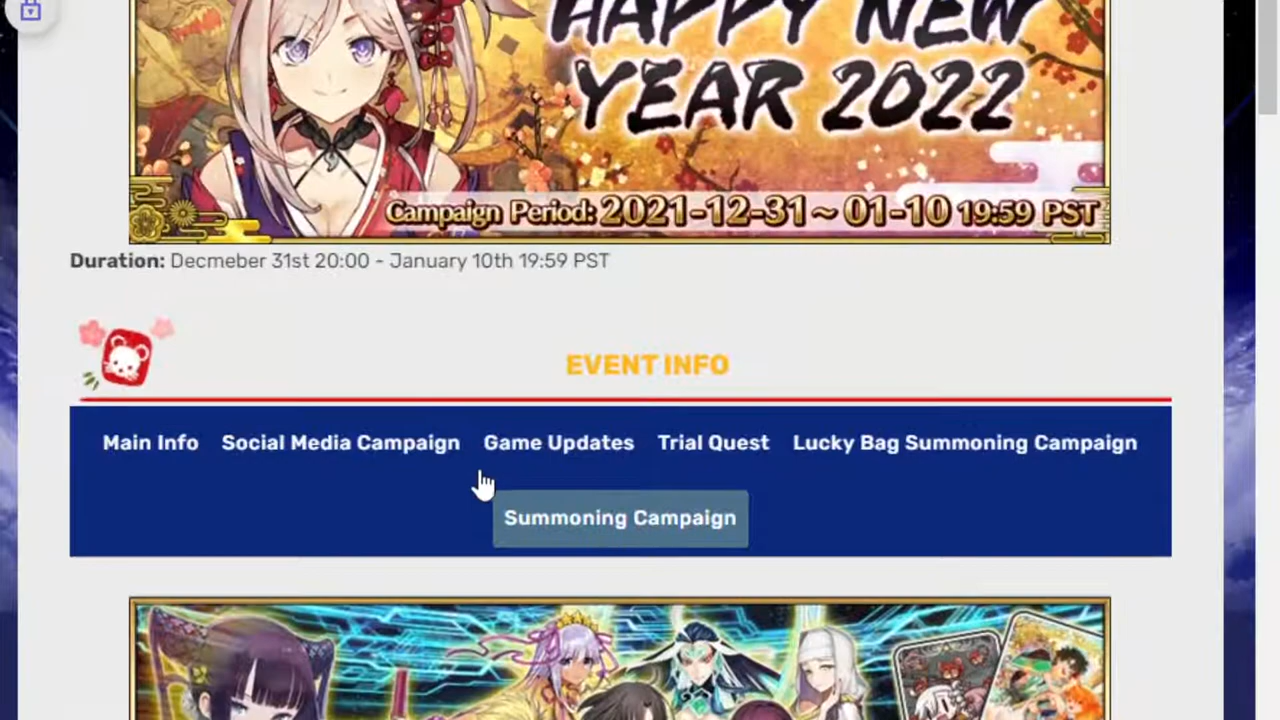 HAPPY NEW
YEAR 2022
Campaign Period: 2021-12-31 ~ 01-10 19:59 PST
Duration: Decmeber 31st 20:00 - January 10th 19:59 PST
EVENT INFO
Main Info Social Media Campaign Game Updates Trial Quest Lucky Bag Summoning Campaign
Summoning Campaign